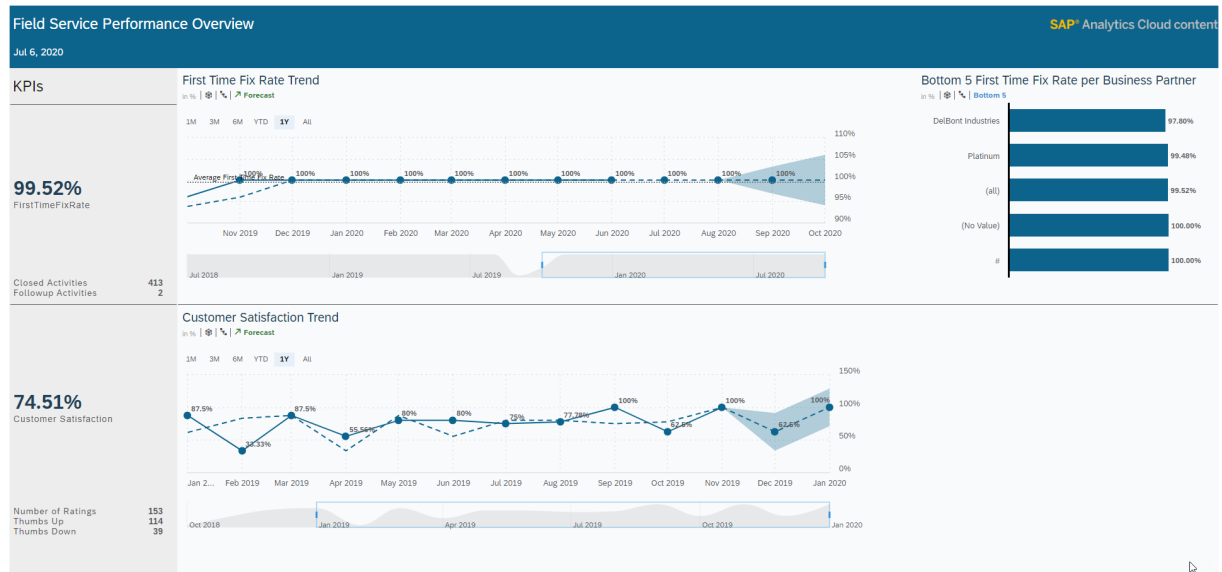 Field Service Performance Overview
SAP® Analytics Cloud content
Jul 6, 2020
KPIs
99.52%
FirstTimeFixRate
Closed Activities 413
Followup Activities 2
First Time Fix Rate Trend
in % Forecast
1M 3M 6M YTD 1Y All
110%
105%
100%
95%
90%
Average First Time Fix Rate
100% 100% 100% 100% 100% 100% 100% 100% 100% 100% 100%
Nov 2019 Dec 2019 Jan 2020 Feb 2020 Mar 2020 Apr 2020 May 2020 Jun 2020 Jul 2020 Aug 2020 Sep 2020 Oct 2020
Jul 2018 Jan 2019 Jul 2019 Jan 2020 Jul 2020
Bottom 5 First Time Fix Rate per Business Partner
in % Bottom 5
DelBont Industries 97.80%
Platinum 99.48%
(all) 99.52%
(No Value) 100.00%
# 100.00%
74.51%
Customer Satisfaction
Number of Ratings 153
Thumbs Up 114
Thumbs Down 39
Customer Satisfaction Trend
in % Forecast
1M 3M 6M YTD 1Y All
150%
100%
50%
0%
87.5% 33.33% 87.5% 55.56% 80% 80% 75% 77.78% 100% 62.5% 100% 62.5% 100%
Jan 2... Feb 2019 Mar 2019 Apr 2019 May 2019 Jun 2019 Jul 2019 Aug 2019 Sep 2019 Oct 2019 Nov 2019 Dec 2019 Jan 2020
Oct 2018 Jan 2019 Apr 2019 Jul 2019 Oct 2019 Jan 2020